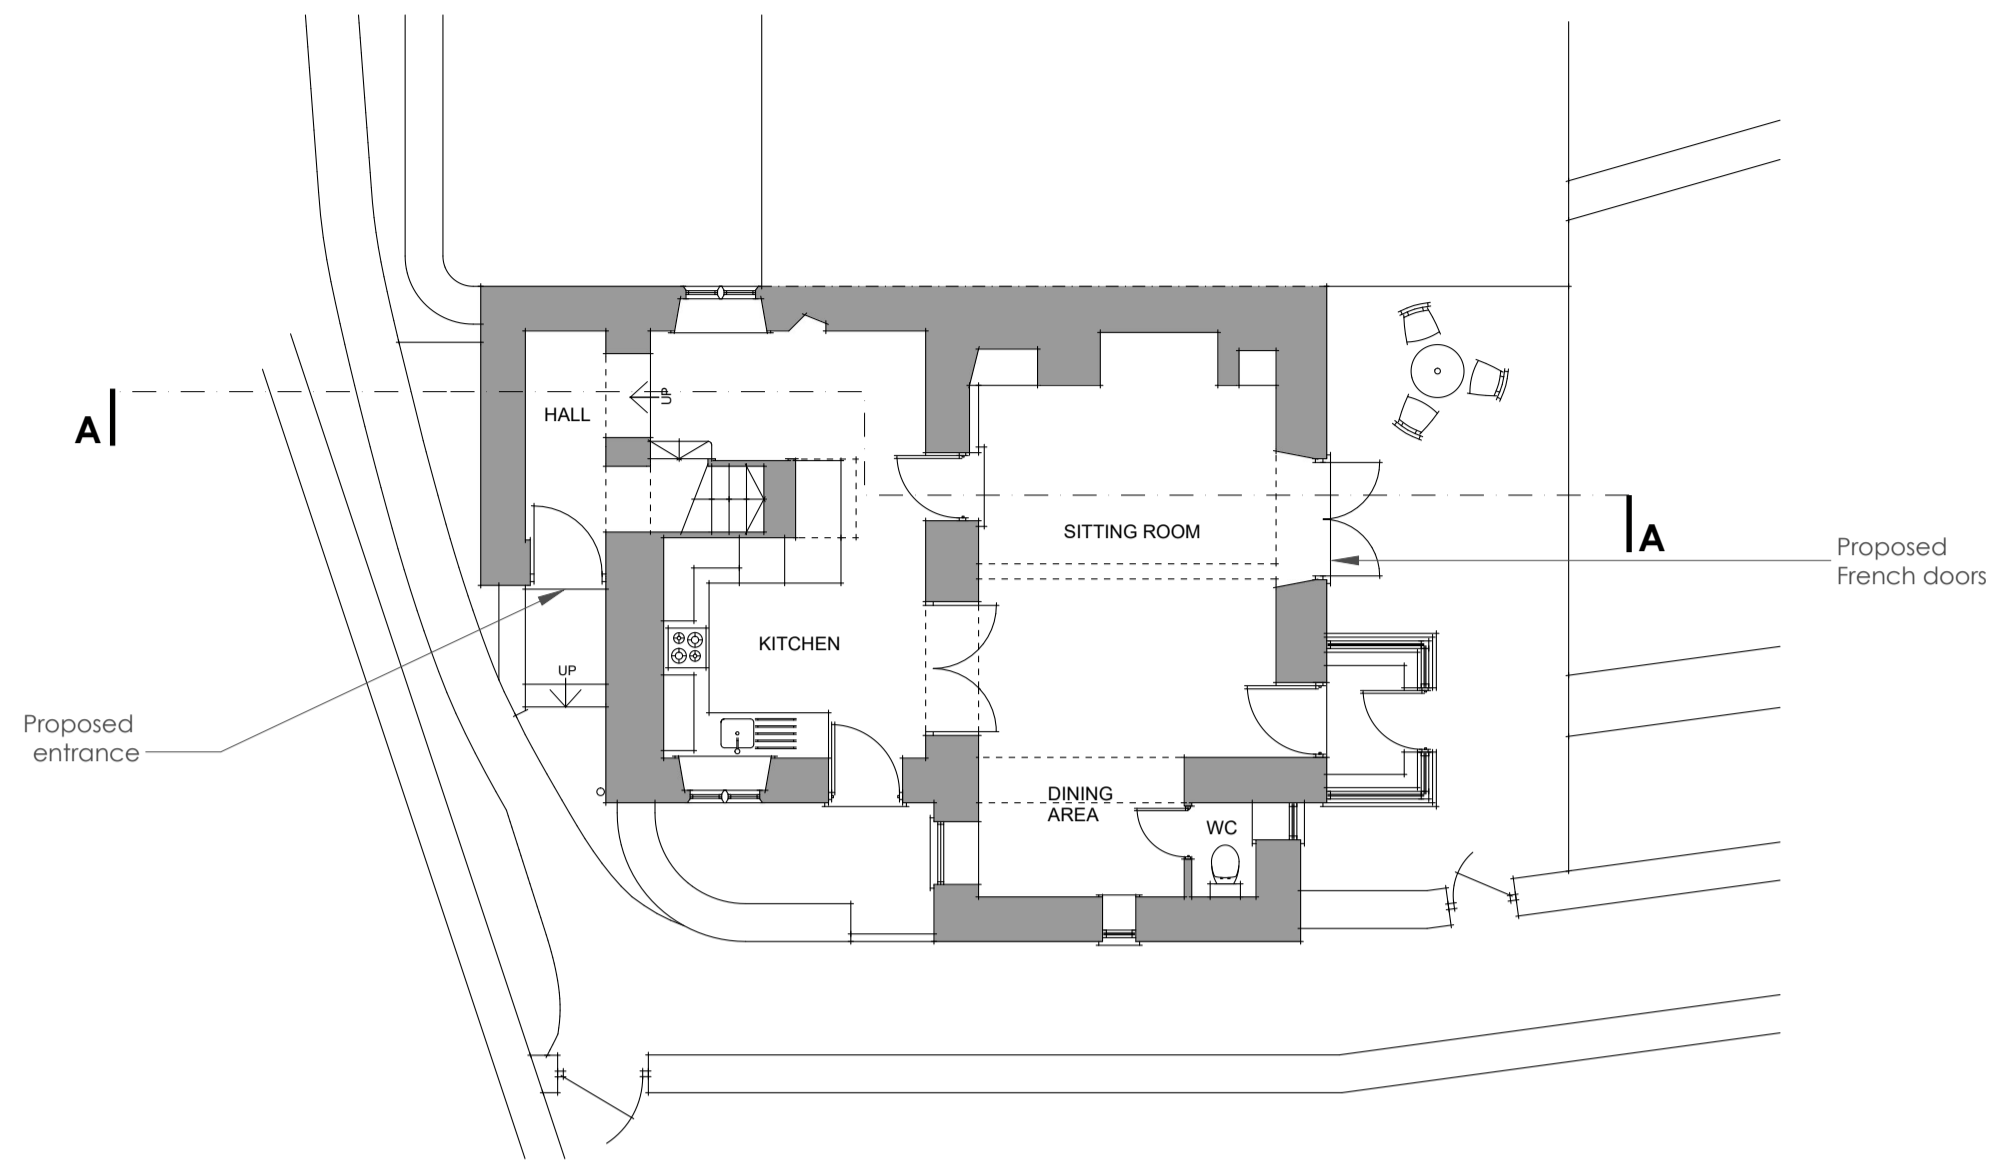 HALL
UP
A
SITTING ROOM
A
Proposed
French doors
KITCHEN
UP
Proposed
entrance
DINING
AREA
WC